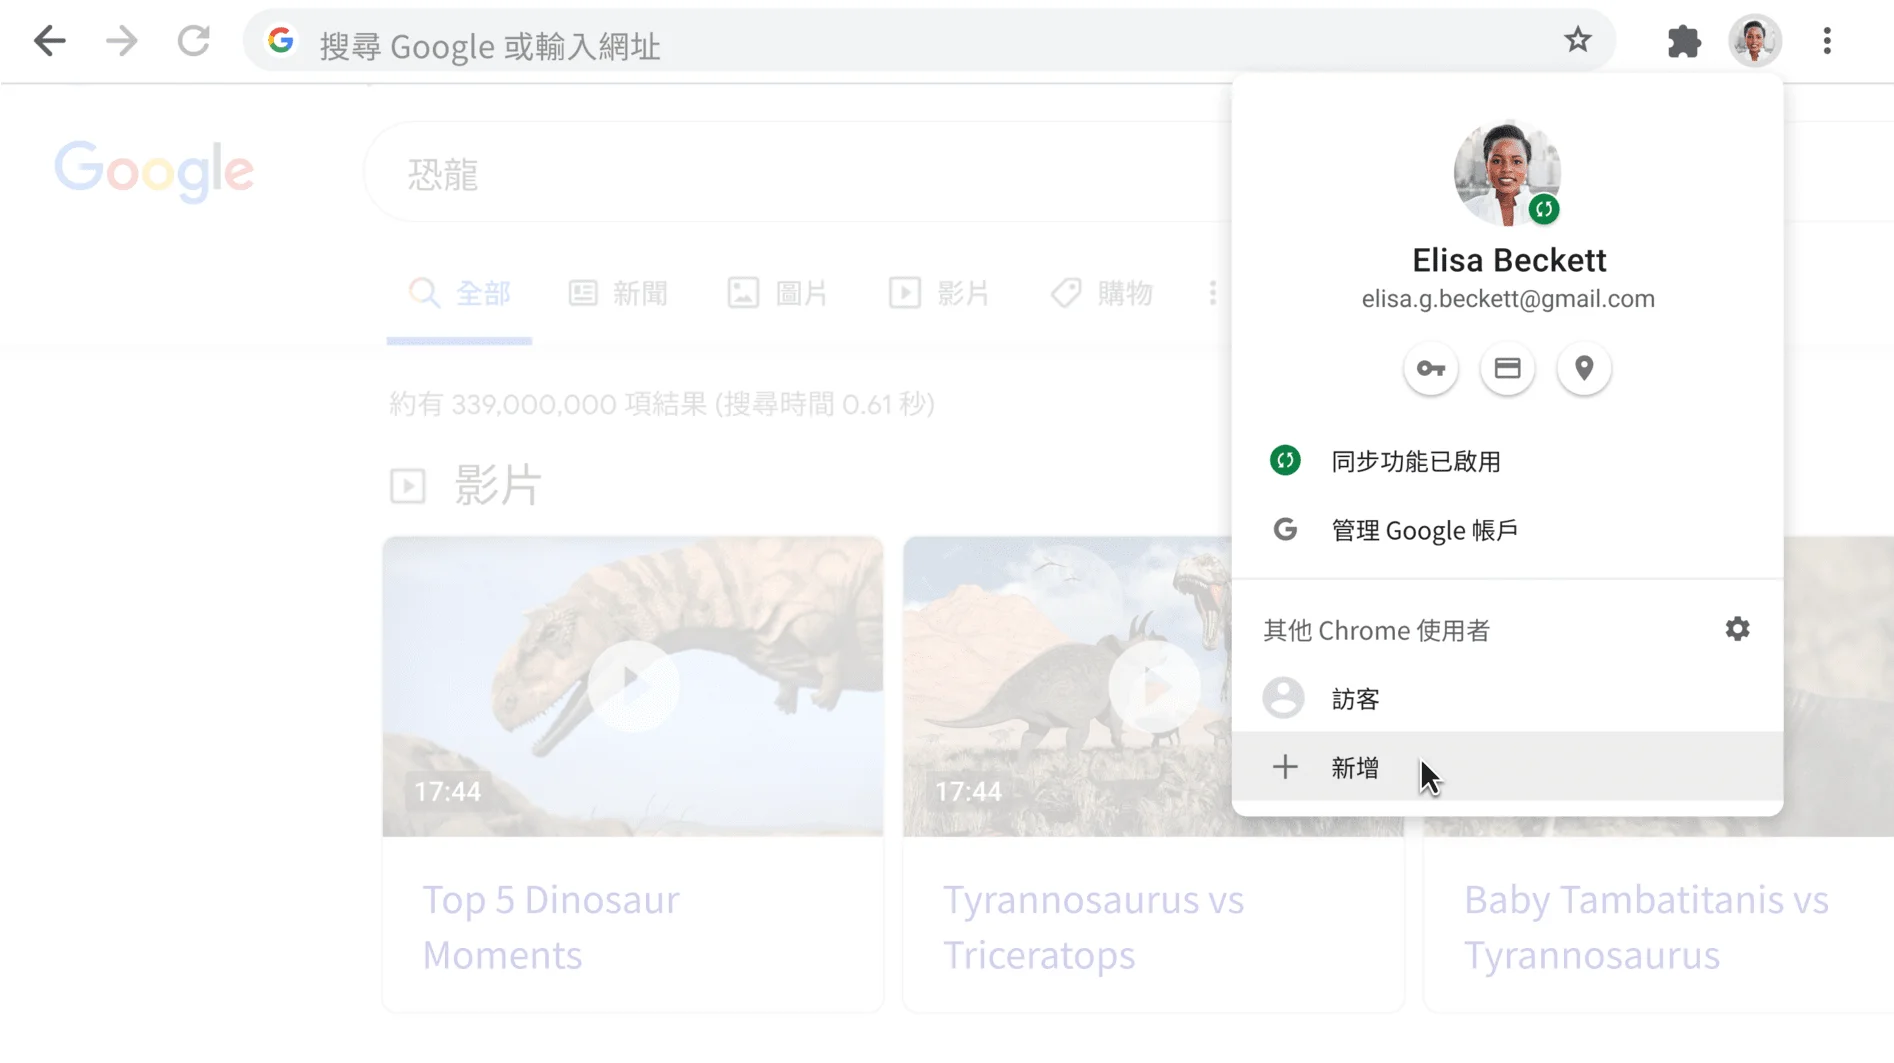 搜尋 Google 或輸入網址
Google
恐龍
全部
新聞
圖片
影片
購物
約有 339,000,000 項結果 (搜尋時間 0.61 秒)
影片
17:44
17:44
Top 5 Dinosaur
Moments
Tyrannosaurus vs
Triceratops
Baby Tambatitanis vs
Tyrannosaurus
Elisa Beckett
elisa.g.beckett@gmail.com
同步功能已啟用
管理 Google 帳戶
其他 Chrome 使用者
訪客
新增